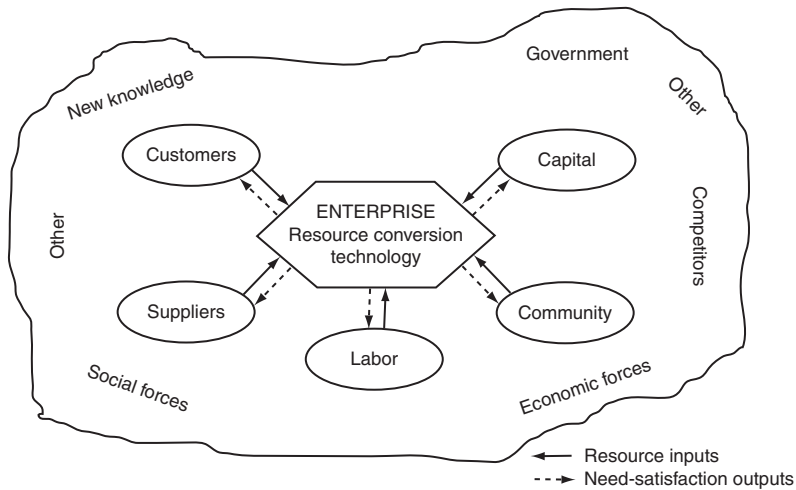 Government
New knowledge
Other
Customers
Capital
ENTERPRISE
Resource conversion
technology
Other
Competitors
Suppliers
Community
Labor
Social forces
Economic forces
Resource inputs
Need-satisfaction outputs